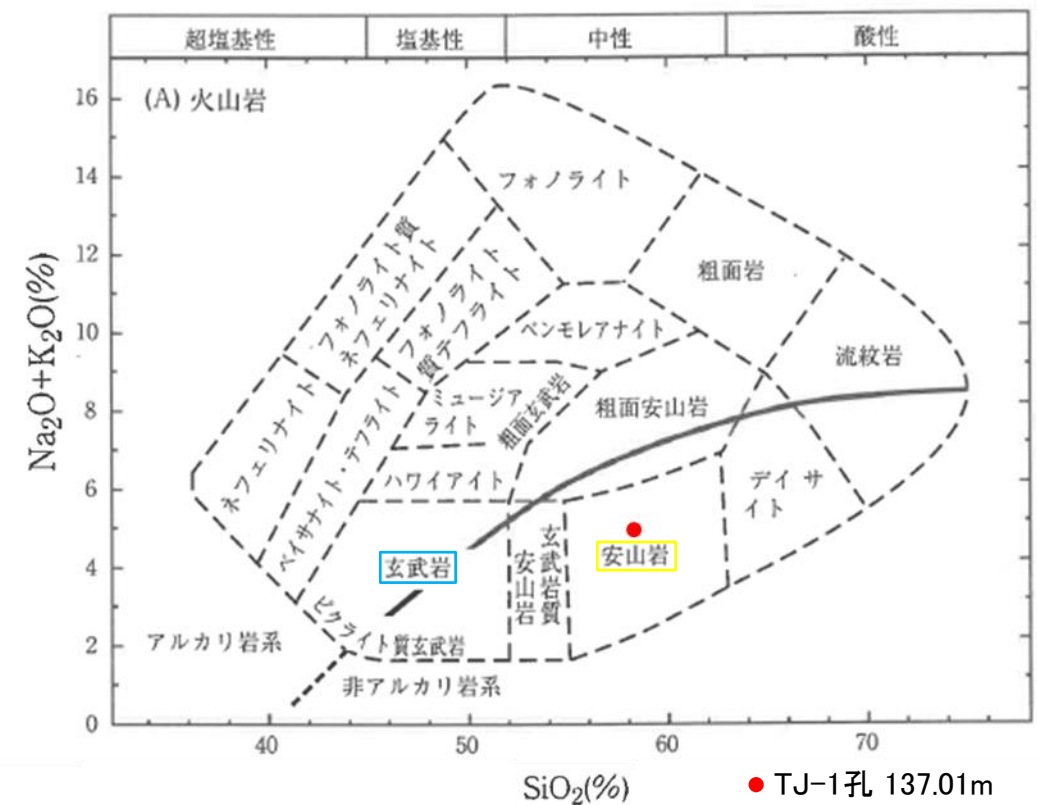 超塩基性 塩基性 中性 酸性
(A) 火山岩
16
14
12
10
8
6
4
2
0
Na₂O+K₂O(%)
フォノライト
フォノライト質
ネフェリナイト
フォノライト
質テフライト
粗面岩
ベンモレアナイト
流紋岩
ミュージア
ライト
粗面玄武岩
粗面安山岩
ネフェリナイト
ベイサナイト・テフライト
ハワイアイト
デイサ
イト
玄武岩
玄武岩質
安山岩
安山岩
ピクライト質玄武岩
アルカリ岩系
非アルカリ岩系
40 50 60 70
SiO₂(%)
TJ-1孔 137.01m